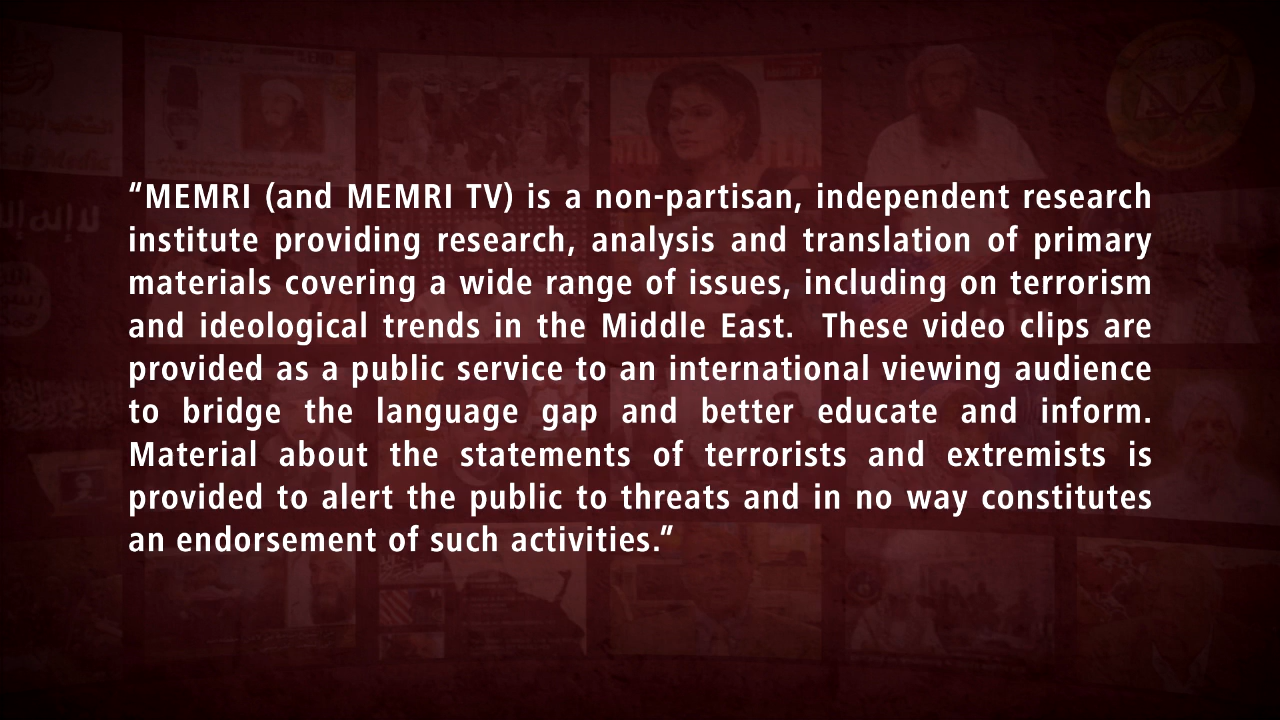 “MEMRI (and MEMRI TV) is a non-partisan, independent research
institute providing research, analysis and translation of primary
materials covering a wide range of issues, including on terrorism
and ideological trends in the Middle East.  These video clips are
provided as a public service to an international viewing audience
to bridge the language gap and better educate and inform.
Material about the statements of terrorists and extremists is
provided to alert the public to threats and in no way constitutes
an endorsement of such activities.”